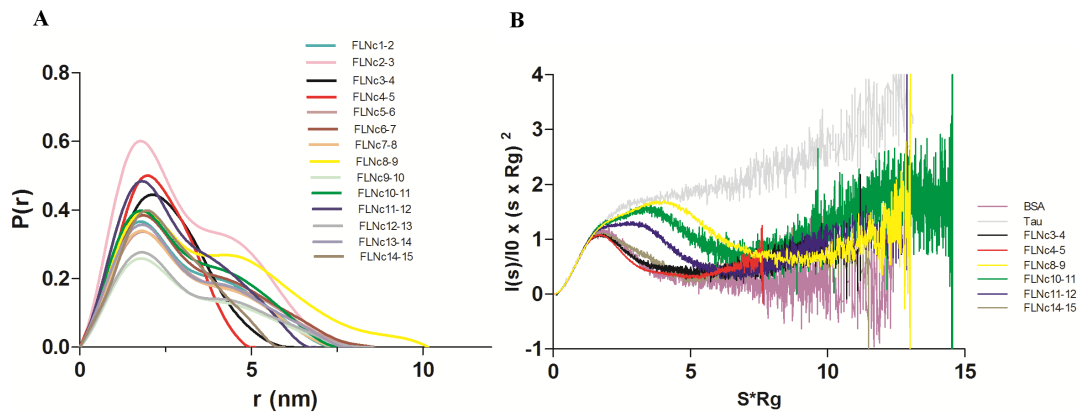 A
FLNc1-2
FLNc2-3
FLNc3-4
FLNc4-5
FLNc5-6
FLNc6-7
FLNc7-8
FLNc8-9
FLNc9-10
FLNc10-11
FLNc11-12
FLNc12-13
FLNc13-14
FLNc14-15
0.8
0.6
0.4
0.2
0.0
P(r)
0
5
10
r (nm)
B
4
3
2
1
0
-1
I(s)/I0 x (s x Rg) 2
0
5
10
15
S*Rg
BSA
Tau
FLNc3-4
FLNc4-5
FLNc8-9
FLNc10-11
FLNc11-12
FLNc14-15